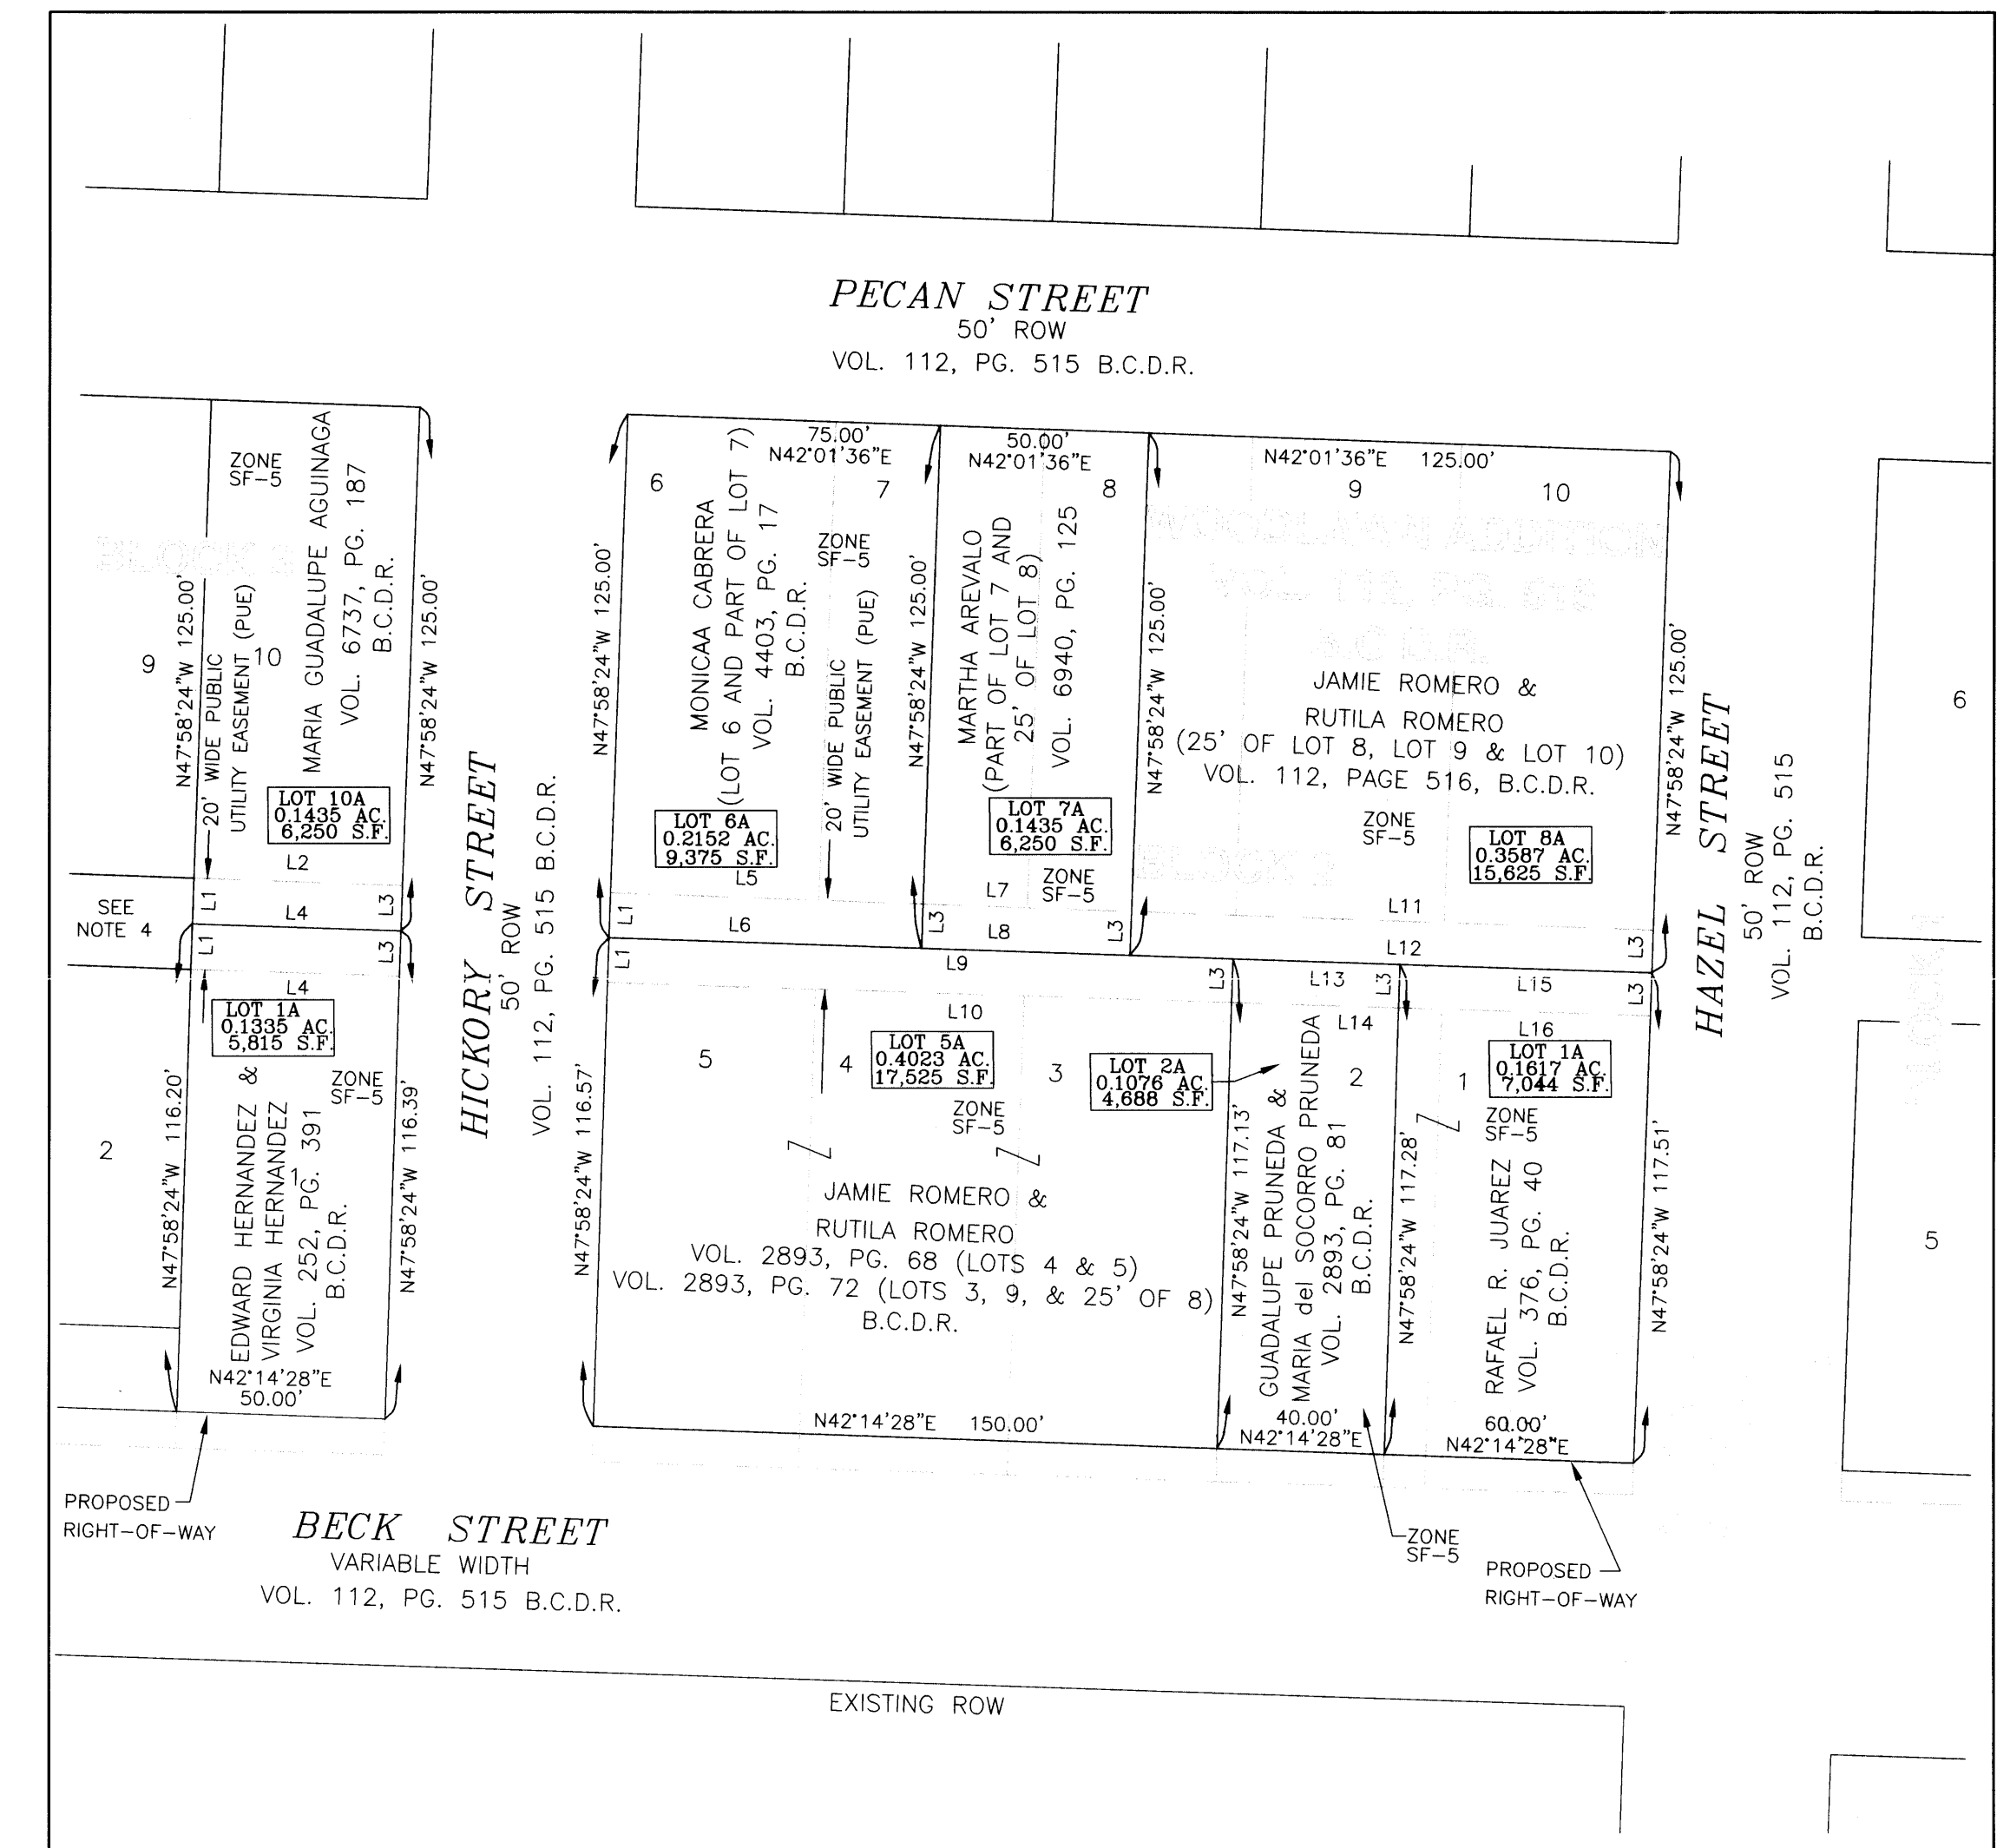 PECAN STREET
50' ROW
VOL. 112, PG. 515 B.C.D.R.
ZONE
SF-5
MARIA GUADALUPE AGUINAGA
VOL. 6737, PG. 187
B.C.D.R.
BLOCK
N47°58'24"W 125.00'
20' WIDE PUBLIC
UTILITY EASEMENT (PUE)
9
10
N47°58'24"W 125.00'
LOT 10A
0.1435 AC.
6,250 S.F.
L2
L1
L4
L3
SEE
NOTE 4
L1
L3
L4
LOT 1A
0.1335 AC.
5,815 S.F.
ZONE
SF-5
2
1
N47°58'24"W 116.20'
EDWARD HERNANDEZ &
VIRGINIA HERNANDEZ
VOL. 252, PG. 391
B.C.D.R.
N47°58'24"W 116.39'
N42°14'28"E
50.00'
PROPOSED
RIGHT-OF-WAY
HICKORY STREET
50' ROW
VOL. 112, PG. 515 B.C.D.R.
75.00'
N42°01'36"E
6
7
N47°58'24"W 125.00'
MONICAA CABRERA
(LOT 6 AND PART OF LOT 7)
VOL. 4403, PG. 17
B.C.D.R.
ZONE
SF-5
20' WIDE PUBLIC
UTILITY EASEMENT (PUE)
LOT 6A
0.2152 AC.
9,375 S.F.
L5
L1
L6
50.00'
N42°01'36"E
8
N47°58'24"W 125.00'
MARTHA AREVALO
(PART OF LOT 7 AND
25' OF LOT 8)
VOL. 6940, PG. 125
LOT 7A
0.1435 AC.
6,250 S.F.
L7
ZONE
SF-5
L3
L8
L3
N42°01'36"E 125.00'
9
10
WOODLAWN ADDITION
VOL. 112, PG. 515
B.C.D.R.
N47°58'24"W 125.00'
JAMIE ROMERO &
RUTILA ROMERO
(25' OF LOT 8, LOT 9 & LOT 10)
VOL. 112, PAGE 516, B.C.D.R.
ZONE
SF-5
LOT 8A
0.3587 AC.
15,625 S.F.
BLOCK
L11
L12
L3
N47°58'24"W 125.00'
HAZEL STREET
50' ROW
VOL. 112, PG. 515
B.C.D.R.
6
BLOCK
5
L1
L9
L3
L10
5
4
LOT 5A
0.4023 AC.
17,525 S.F.
3
ZONE
SF-5
N47°58'24"W 116.57'
JAMIE ROMERO &
RUTILA ROMERO
VOL. 2893, PG. 68 (LOTS 4 & 5)
VOL. 2893, PG. 72 (LOTS 3, 9, & 25' OF 8)
B.C.D.R.
N42°14'28"E 150.00'
L13
L3
L14
LOT 2A
0.1076 AC.
4,688 S.F.
2
N47°58'24"W 117.13'
GUADALUPE PRUNEDA &
MARIA del SOCORRO PRUNEDA
VOL. 2893, PG. 81
B.C.D.R.
N47°58'24"W 117.28'
40.00'
N42°14'28"E
L15
L3
L16
1
LOT 1A
0.1617 AC.
7,044 S.F.
ZONE
SF-5
RAFAEL R. JUAREZ
VOL. 376, PG. 40
B.C.D.R.
N47°58'24"W 117.51'
60.00'
N42°14'28"E
ZONE
SF-5
PROPOSED
RIGHT-OF-WAY
BECK STREET
VARIABLE WIDTH
VOL. 112, PG. 515 B.C.D.R.
EXISTING ROW